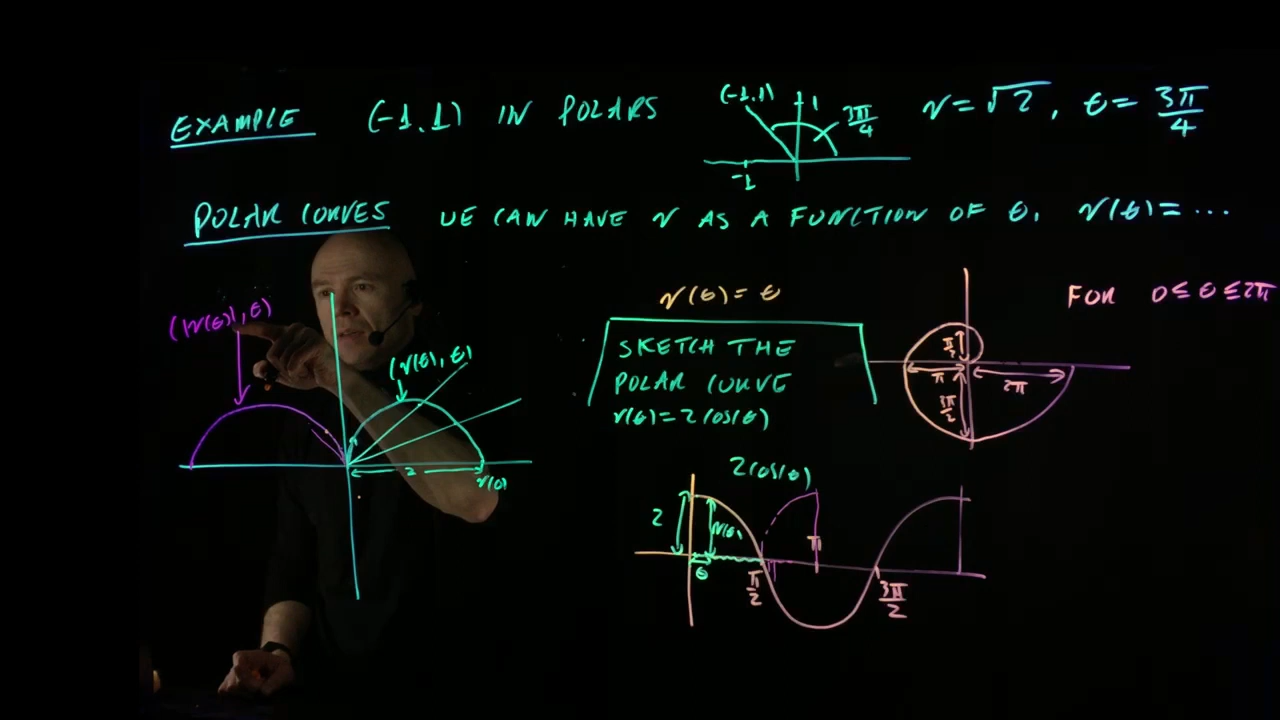 EXAMPLE (-1,1) IN POLARS (-1,1) 1 3π/4 -1 r=√2, θ=3π/4
POLAR CURVES WE CAN HAVE r AS A FUNCTION OF θ. r(θ)=...
r(θ)=θ FOR 0≤θ≤2π
SKETCH THE
POLAR CURVE
r(θ)=2COS(θ)
(|r(θ)|,θ)
(r(θ),θ)
2
r(0)
π/2
π 2π
3π/2
2COS(θ)
2 r(θ) π
θ π/2 3π/2